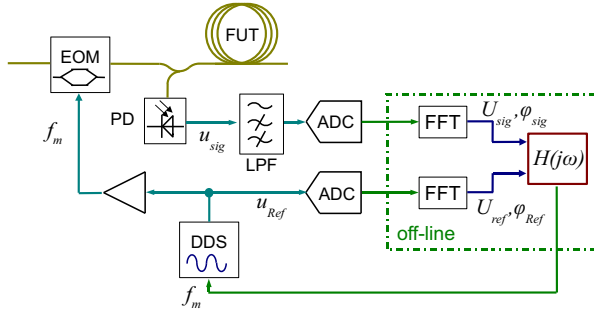 EOM
FUT
PD
f_m
u_sig
LPF
ADC
FFT
U_sig,φ_sig
H(jω)
u_Ref
ADC
FFT
U_ref,φ_Ref
off-line
DDS
f_m